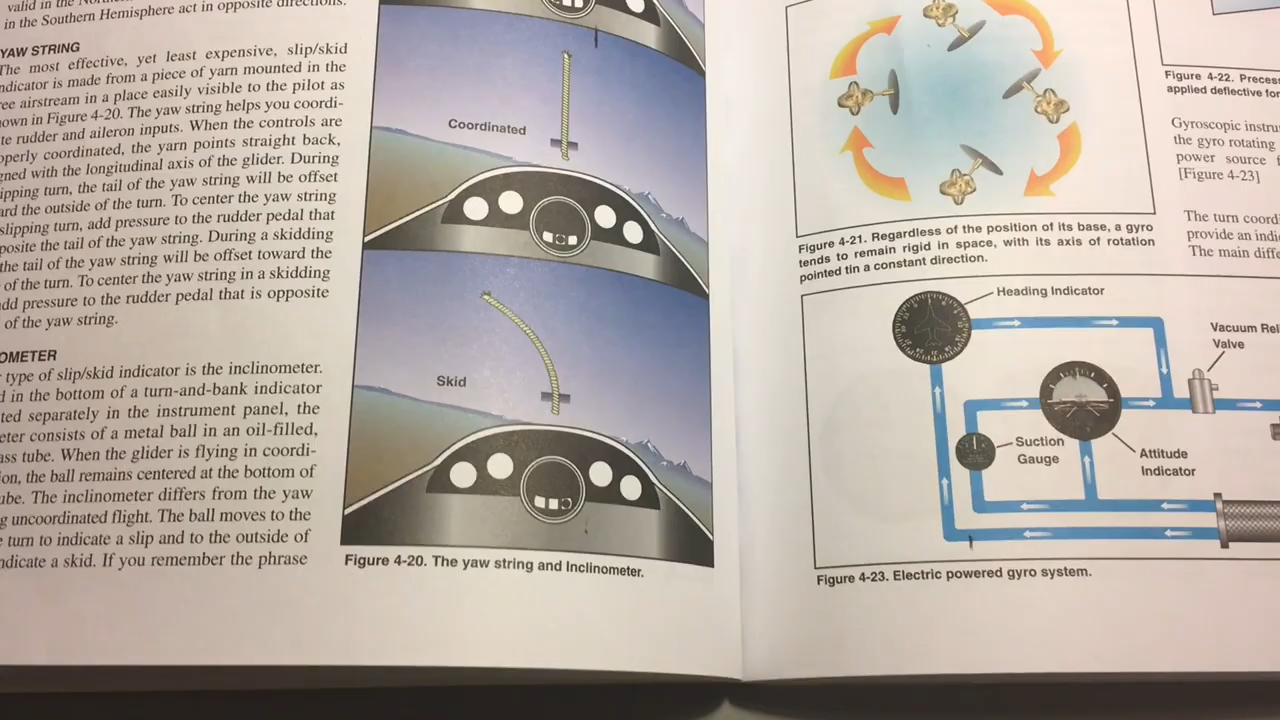 valid in the
in the Southern Hemisphere act in opposite directions.
YAW STRING
The most effective, yet least expensive, slip/skid
ndicator is made from a piece of yarn mounted in the
ree airstream in a place easily visible to the pilot as
own in Figure 4-20. The yaw string helps you coordi-
te rudder and aileron inputs. When the controls are
operly coordinated, the yarn points straight back,
gned with the longitudinal axis of the glider. During
ipping turn, the tail of the yaw string will be offset
ard the outside of the turn. To center the yaw string
slipping turn, add pressure to the rudder pedal that
posite the tail of the yaw string. During a skidding
the tail of the yaw string will be offset toward the
of the turn. To center the yaw string in a skidding
add pressure to the rudder pedal that is opposite
of the yaw string.
OMETER
type of slip/skid indicator is the inclinometer.
d in the bottom of a turn-and-bank indicator
ted separately in the instrument panel, the
eter consists of a metal ball in an oil-filled,
ass tube. When the glider is flying in coordi-
ion, the ball remains centered at the bottom of
ube. The inclinometer differs from the yaw
g uncoordinated flight. The ball moves to the
e turn to indicate a slip and to the outside of
ndicate a skid. If you remember the phrase
Coordinated
Skid
Figure 4-20. The yaw string and Inclinometer.
Figure 4-21. Regardless of the position of its base, a gyro
tends to remain rigid in space, with its axis of rotation
pointed tin a constant direction.
Heading Indicator
Vacuum Rel
Valve
Suction
Gauge
Attitude
Indicator
Figure 4-23. Electric powered gyro system.
Figure 4-22. Precess
applied deflective for
Gyroscopic instru
the gyro rotating
power source
[Figure 4-23]
The turn coord
provide an indi
The main diffe